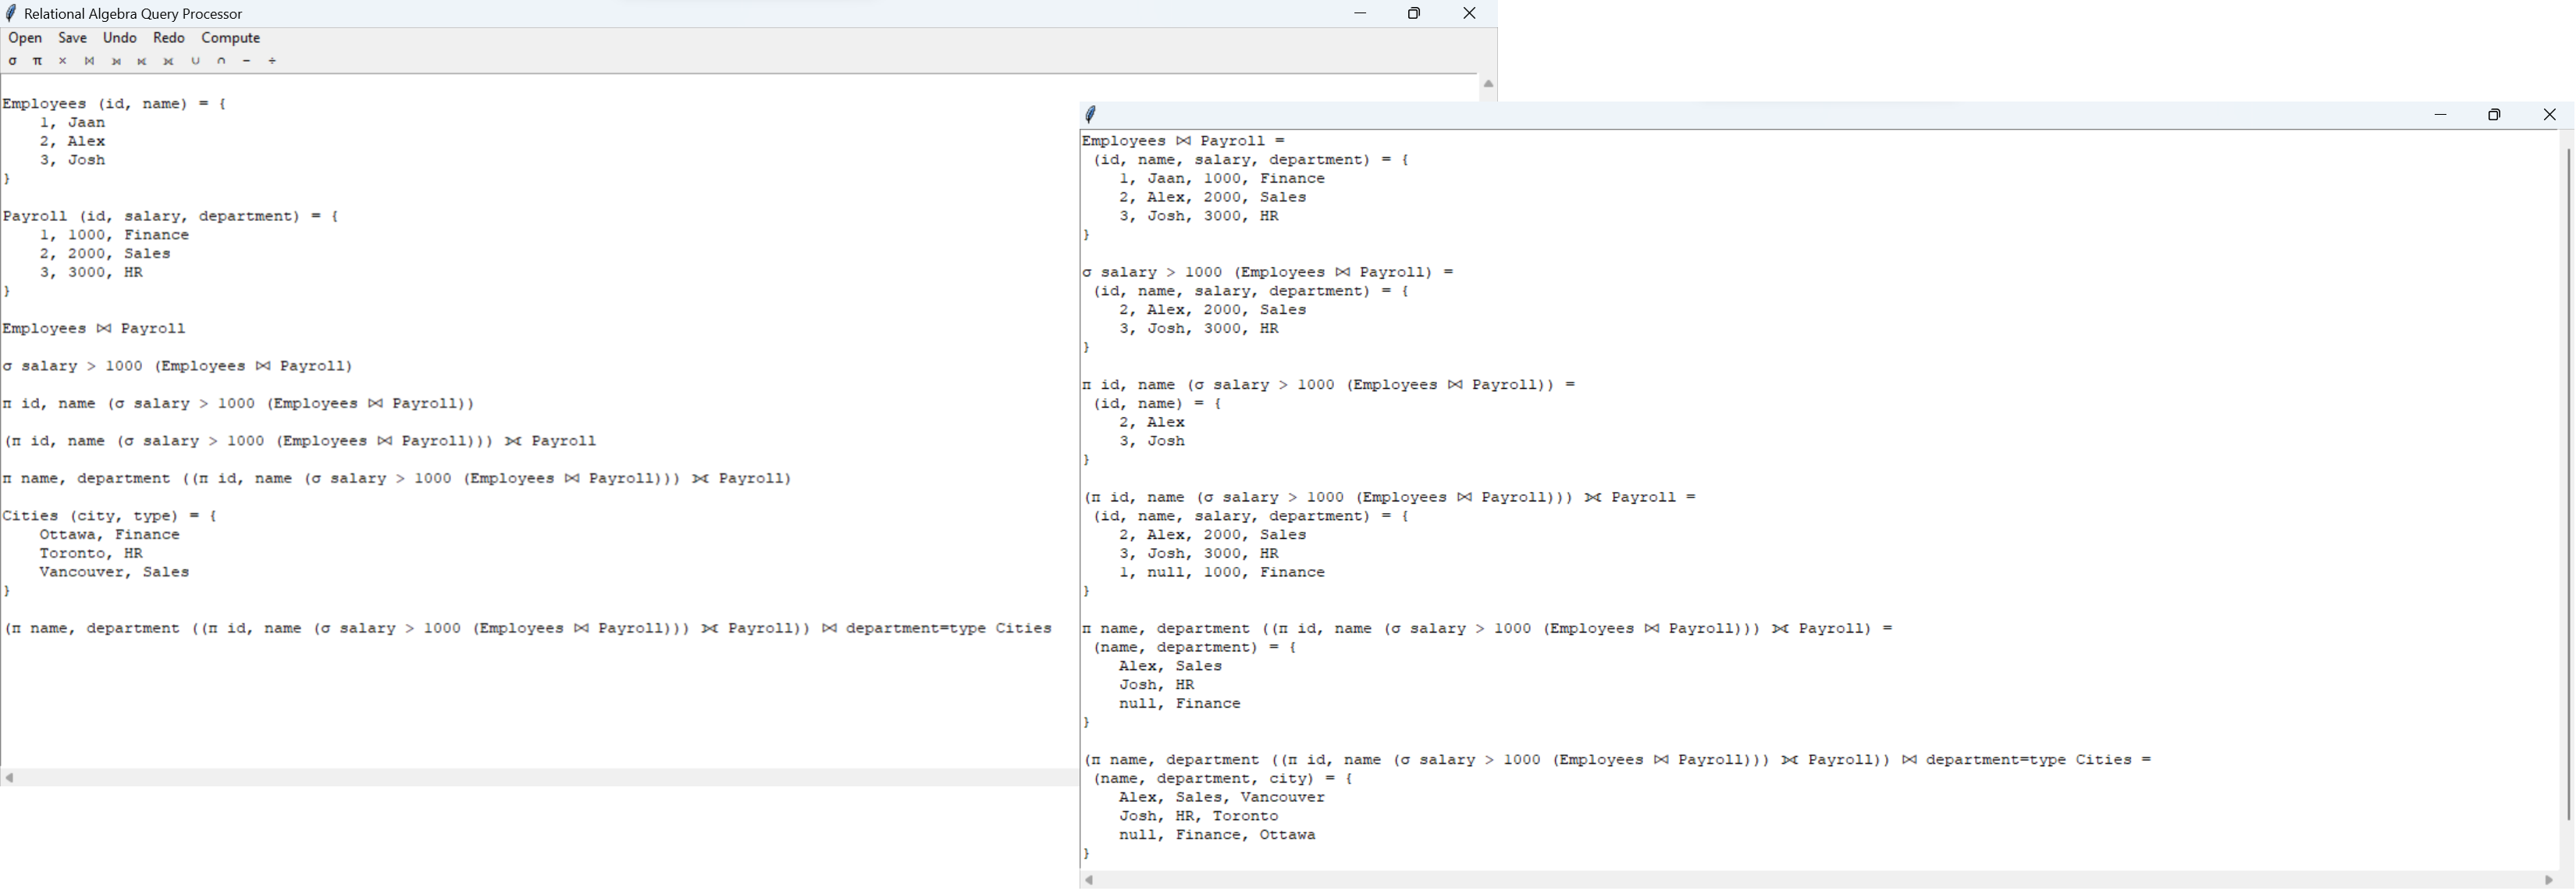 Relational Algebra Query Processor
Open Save Undo Redo Compute
σ π × ⋈ ⟕ ⟖ ⟗ ∪ ∩ - ÷
Employees (id, name) = {
1, Jaan
2, Alex
3, Josh
}
Payroll (id, salary, department) = {
1, 1000, Finance
2, 2000, Sales
3, 3000, HR
}
Employees ⋈ Payroll
σ salary > 1000 (Employees ⋈ Payroll)
π id, name (σ salary > 1000 (Employees ⋈ Payroll))
(π id, name (σ salary > 1000 (Employees ⋈ Payroll))) ⟗ Payroll
π name, department ((π id, name (σ salary > 1000 (Employees ⋈ Payroll))) ⟗ Payroll)
Cities (city, type) = {
Ottawa, Finance
Toronto, HR
Vancouver, Sales
}
(π name, department ((π id, name (σ salary > 1000 (Employees ⋈ Payroll))) ⟗ Payroll)) ⋈ department=type Cities
Employees ⋈ Payroll =
(id, name, salary, department) = {
1, Jaan, 1000, Finance
2, Alex, 2000, Sales
3, Josh, 3000, HR
}
σ salary > 1000 (Employees ⋈ Payroll) =
(id, name, salary, department) = {
2, Alex, 2000, Sales
3, Josh, 3000, HR
}
π id, name (σ salary > 1000 (Employees ⋈ Payroll)) =
(id, name) = {
2, Alex
3, Josh
}
(π id, name (σ salary > 1000 (Employees ⋈ Payroll))) ⟗ Payroll =
(id, name, salary, department) = {
2, Alex, 2000, Sales
3, Josh, 3000, HR
1, null, 1000, Finance
}
π name, department ((π id, name (σ salary > 1000 (Employees ⋈ Payroll))) ⟗ Payroll) =
(name, department) = {
Alex, Sales
Josh, HR
null, Finance
}
(π name, department ((π id, name (σ salary > 1000 (Employees ⋈ Payroll))) ⟗ Payroll)) ⋈ department=type Cities =
(name, department, city) = {
Alex, Sales, Vancouver
Josh, HR, Toronto
null, Finance, Ottawa
}